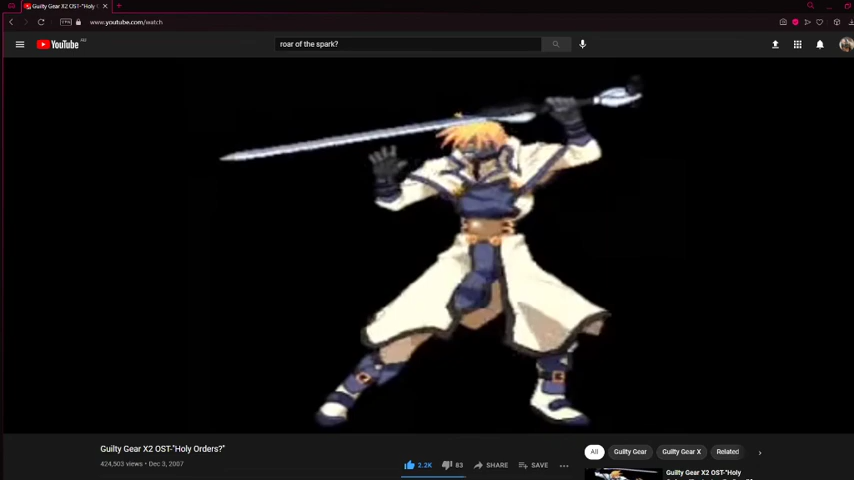 Guilty Gear X2 OST-"Holy
VPN www.youtube.com/watch
YouTube
roar of the spark?
Guilty Gear X2 OST-"Holy Orders?"
424,503 views • Dec 3, 2007
2.2K 83 SHARE SAVE
All Guilty Gear Guilty Gear X Related
Guilty Gear X2 OST-"Holy